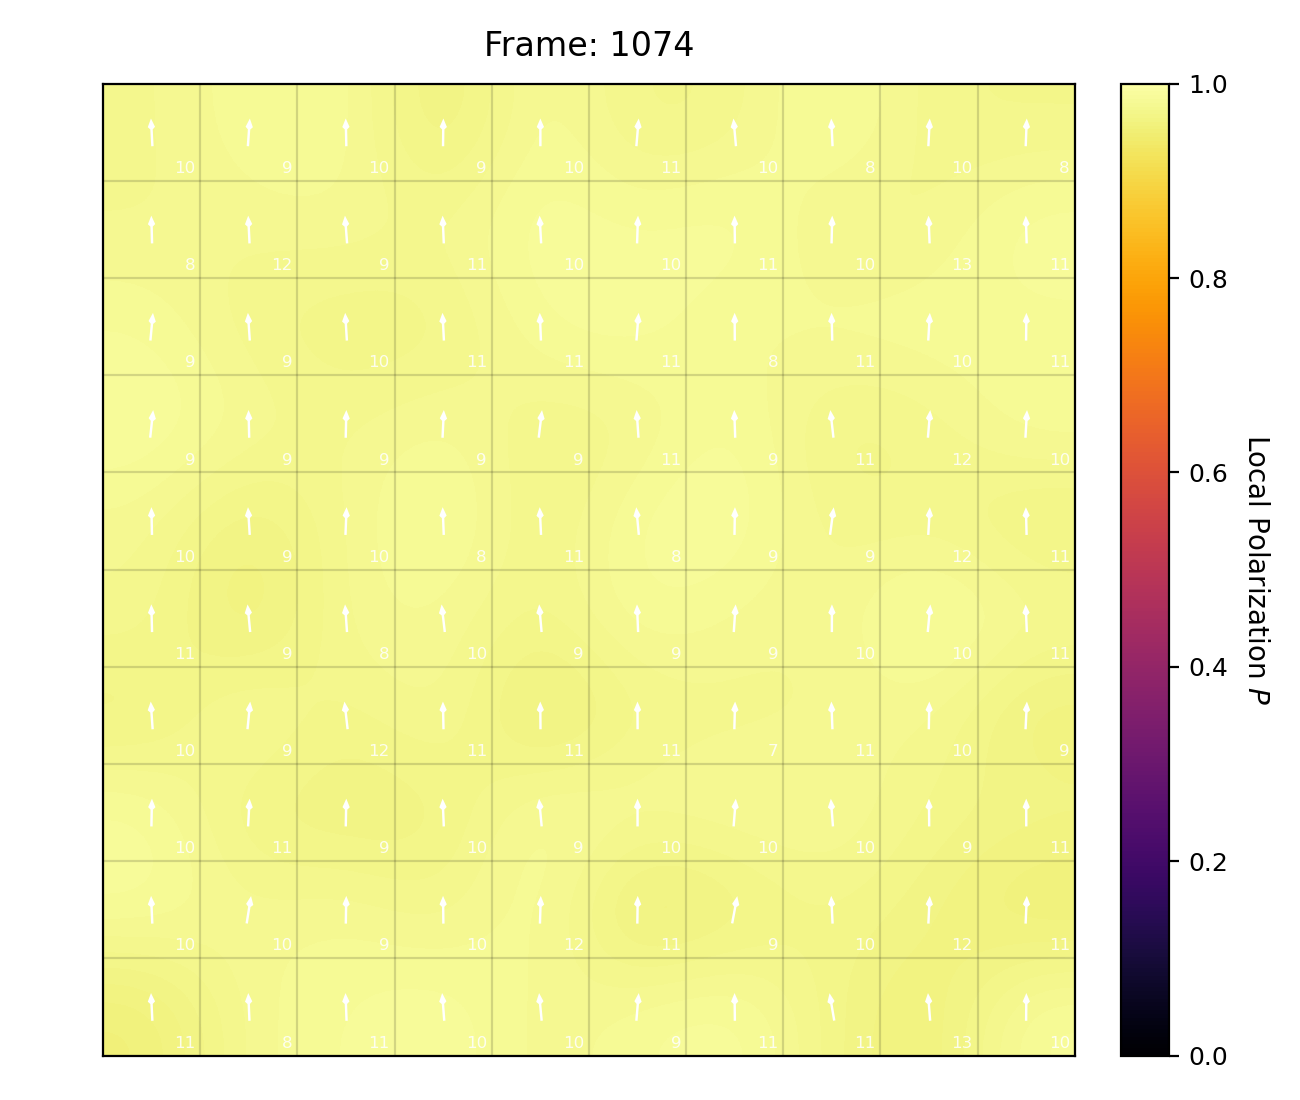 Frame: 1074
10 9 10 9 10 11 10 8 10 8
8 12 9 11 10 10 11 10 13 11
9 9 10 11 11 11 8 11 10 11
9 9 9 9 9 11 9 11 12 10
10 9 10 8 11 8 9 9 12 11
11 9 8 10 9 9 9 10 10 11
10 9 12 11 11 11 7 11 10 9
10 11 9 10 9 10 10 10 9 11
10 10 9 10 12 11 9 10 12 11
11 8 11 10 10 9 11 11 13 10
1.0
0.8
0.6
0.4
0.2
0.0
Local Polarization P